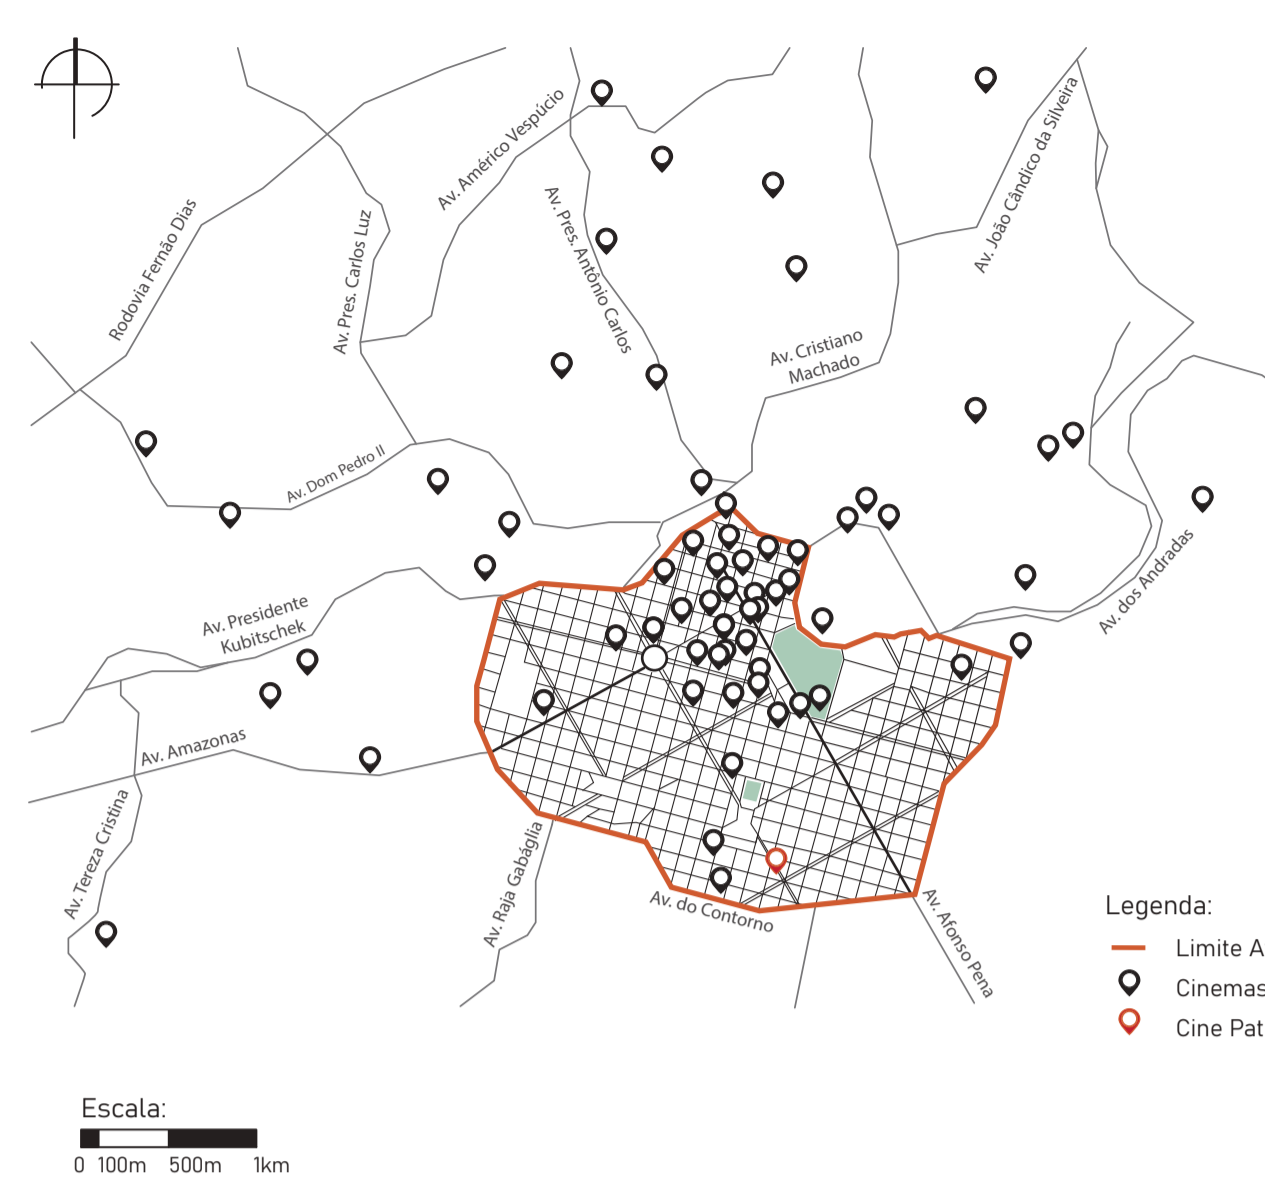 Av. Américo Vespúcio
Av. João Cândico da Silveira
Rodovia Fernão Dias
Av. Pres. Carlos Luz
Av. Pres. Antônio Carlos
Av. Cristiano
Machado
Av. Dom Pedro II
Av. dos Andradas
Av. Presidente
Kubitschek
Av. Amazonas
Av. Tereza Cristina
Av. Raja Gabáglia
Av. do Contorno
Av. Afonso Pena
Legenda:
Limite A
Cinemas
Cine Pat
Escala:
0 100m 500m 1km